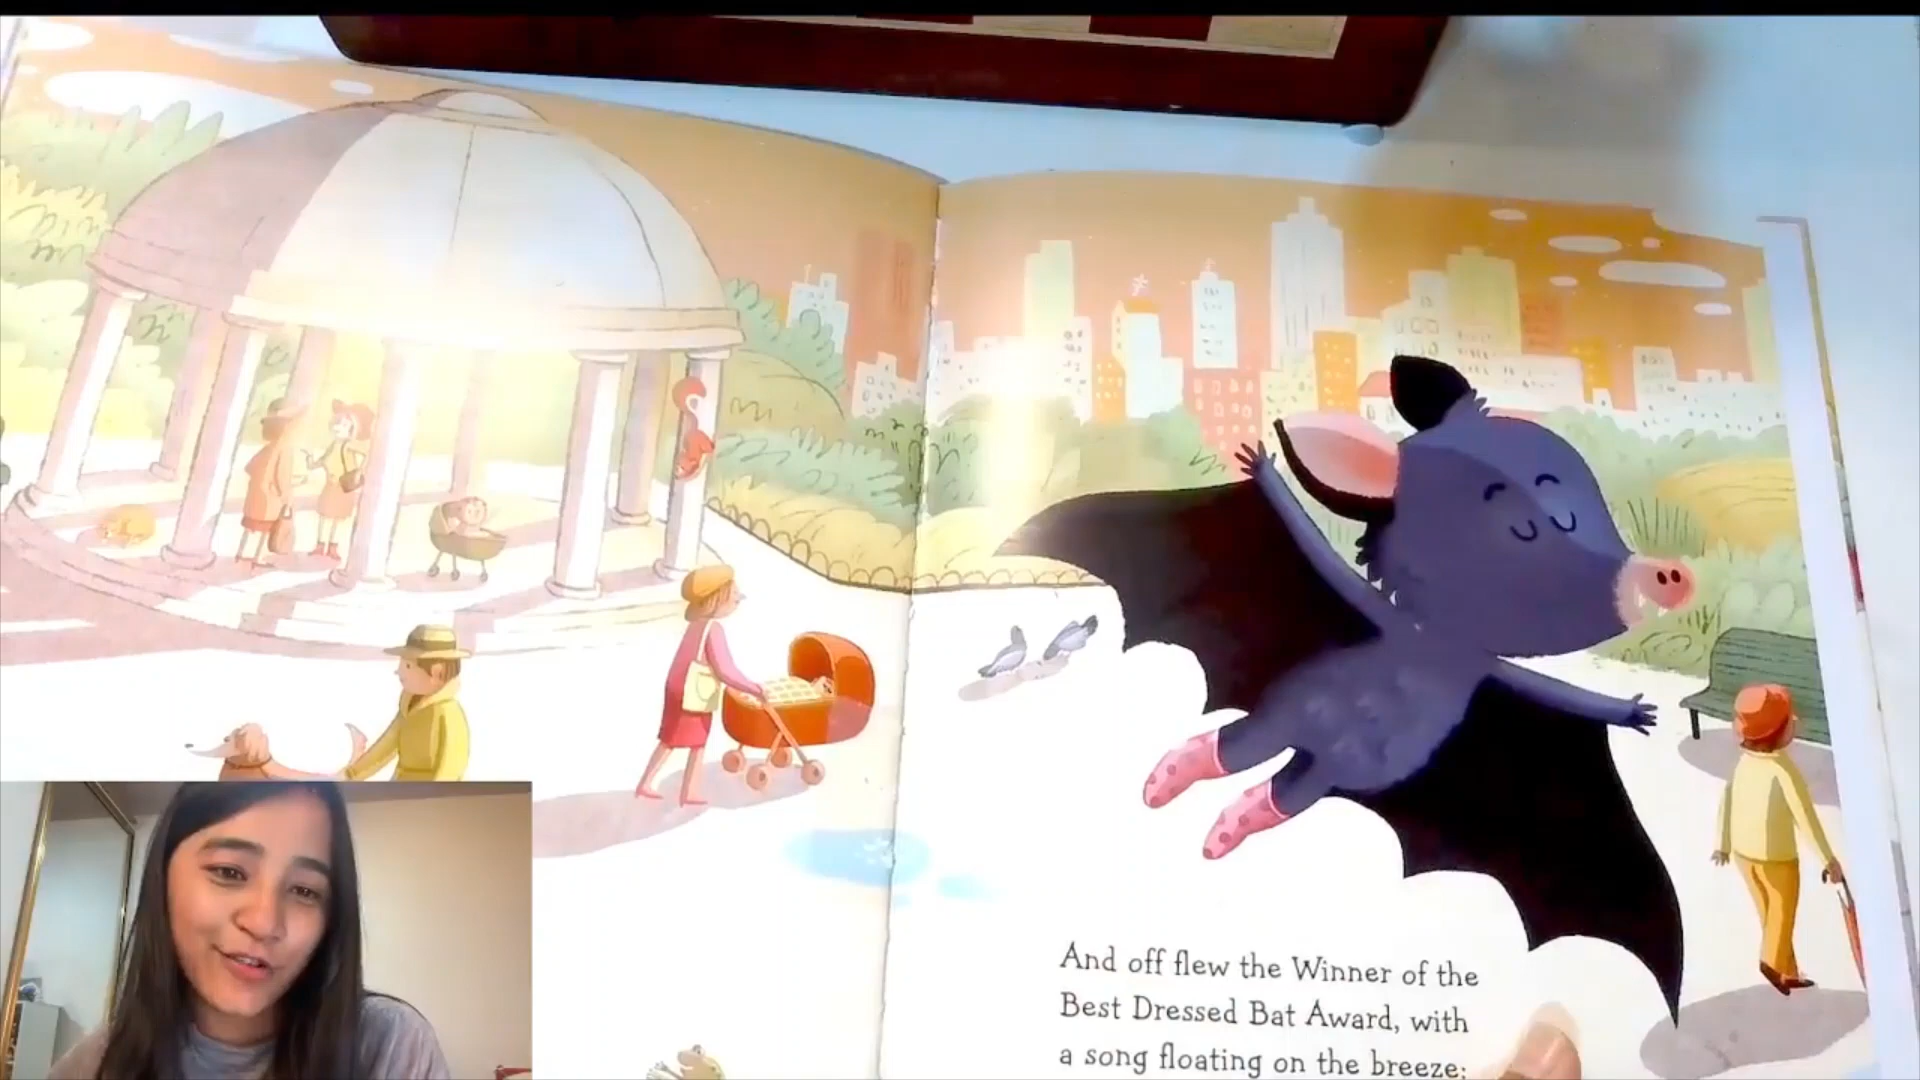 And off flew the Winner of the
Best Dressed Bat Award, with
a song floating on the breeze: